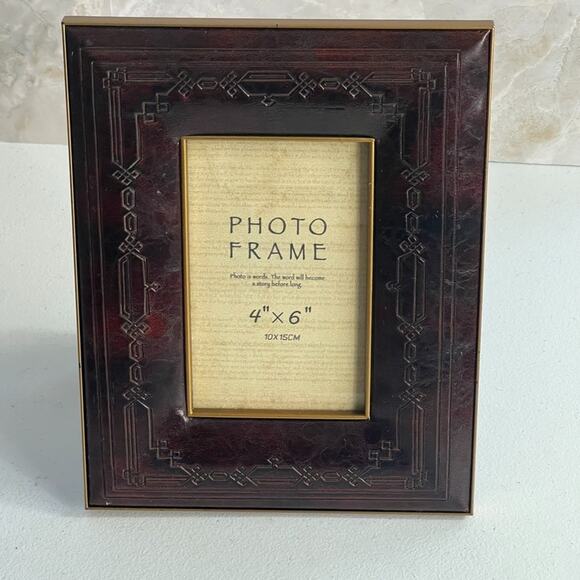 PHOTO
FRAME
Photo is words. The word will become
a story before long.
4"×6"
10X15CM